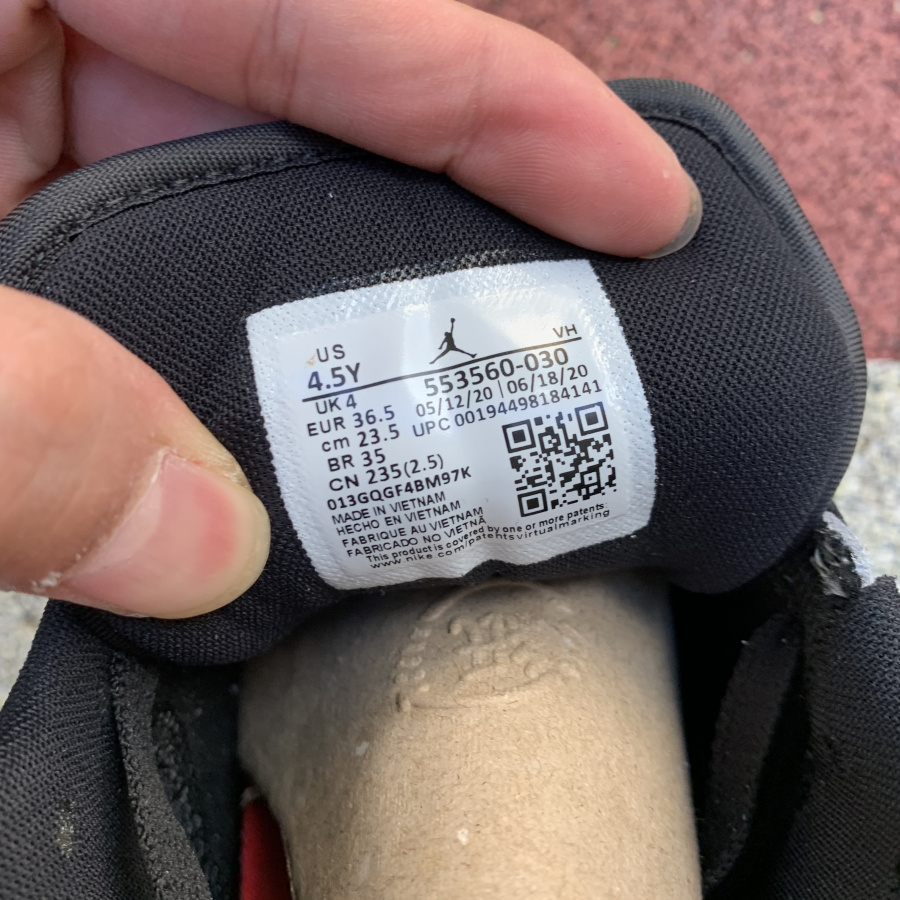 US
VH
4.5Y
553560-030
UK 4
05/12/20 | 06/18/20
EUR 36.5
UPC 00194498184141
cm 23.5
BR 35
CN 235(2.5)
013GQGF4BM97K
MADE IN VIETNAM
HECHO EN VIETNAM
FABRIQUE AU VIETNAM
FABRICADO NO VIETNÃ
This product is covered by one or more patents
www.nike.com/patentsvirtualmarking